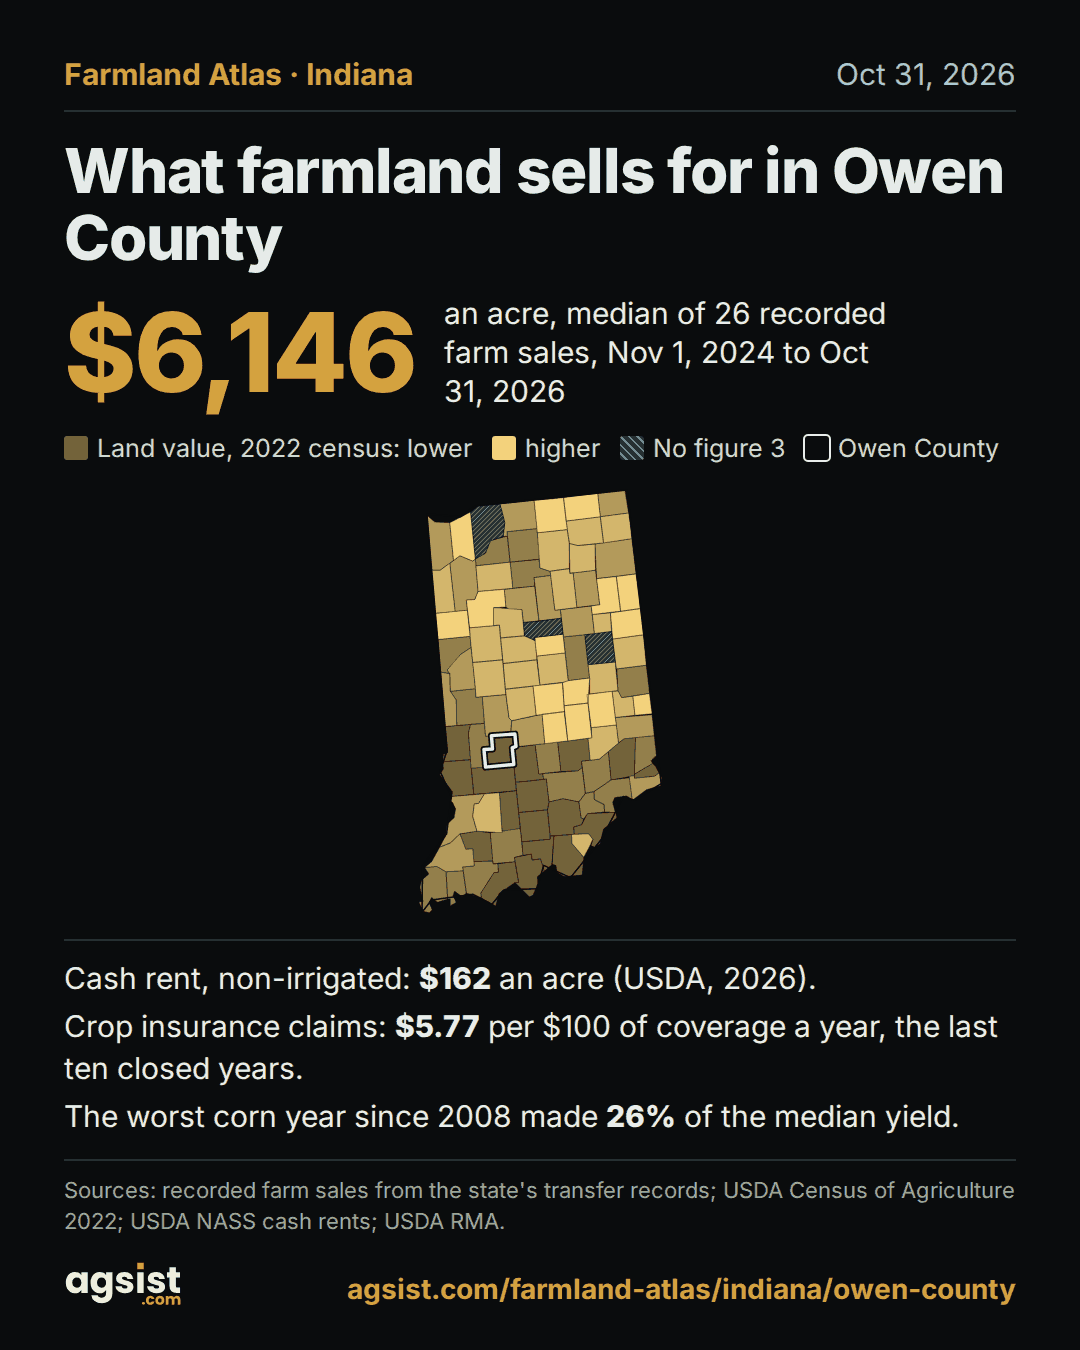 Farmland Atlas · Indiana
Oct 31, 2026
What farmland sells for in Owen
County
$6,146
an acre, median of 26 recorded
farm sales, Nov 1, 2024 to Oct
31, 2026
Land value, 2022 census: lower
higher
No figure 3
Owen County
Cash rent, non-irrigated: $162 an acre (USDA, 2026).
Crop insurance claims: $5.77 per $100 of coverage a year, the last
ten closed years.
The worst corn year since 2008 made 26% of the median yield.
Sources: recorded farm sales from the state's transfer records; USDA Census of Agriculture
2022; USDA NASS cash rents; USDA RMA.
agsist
.com
agsist.com/farmland-atlas/indiana/owen-county